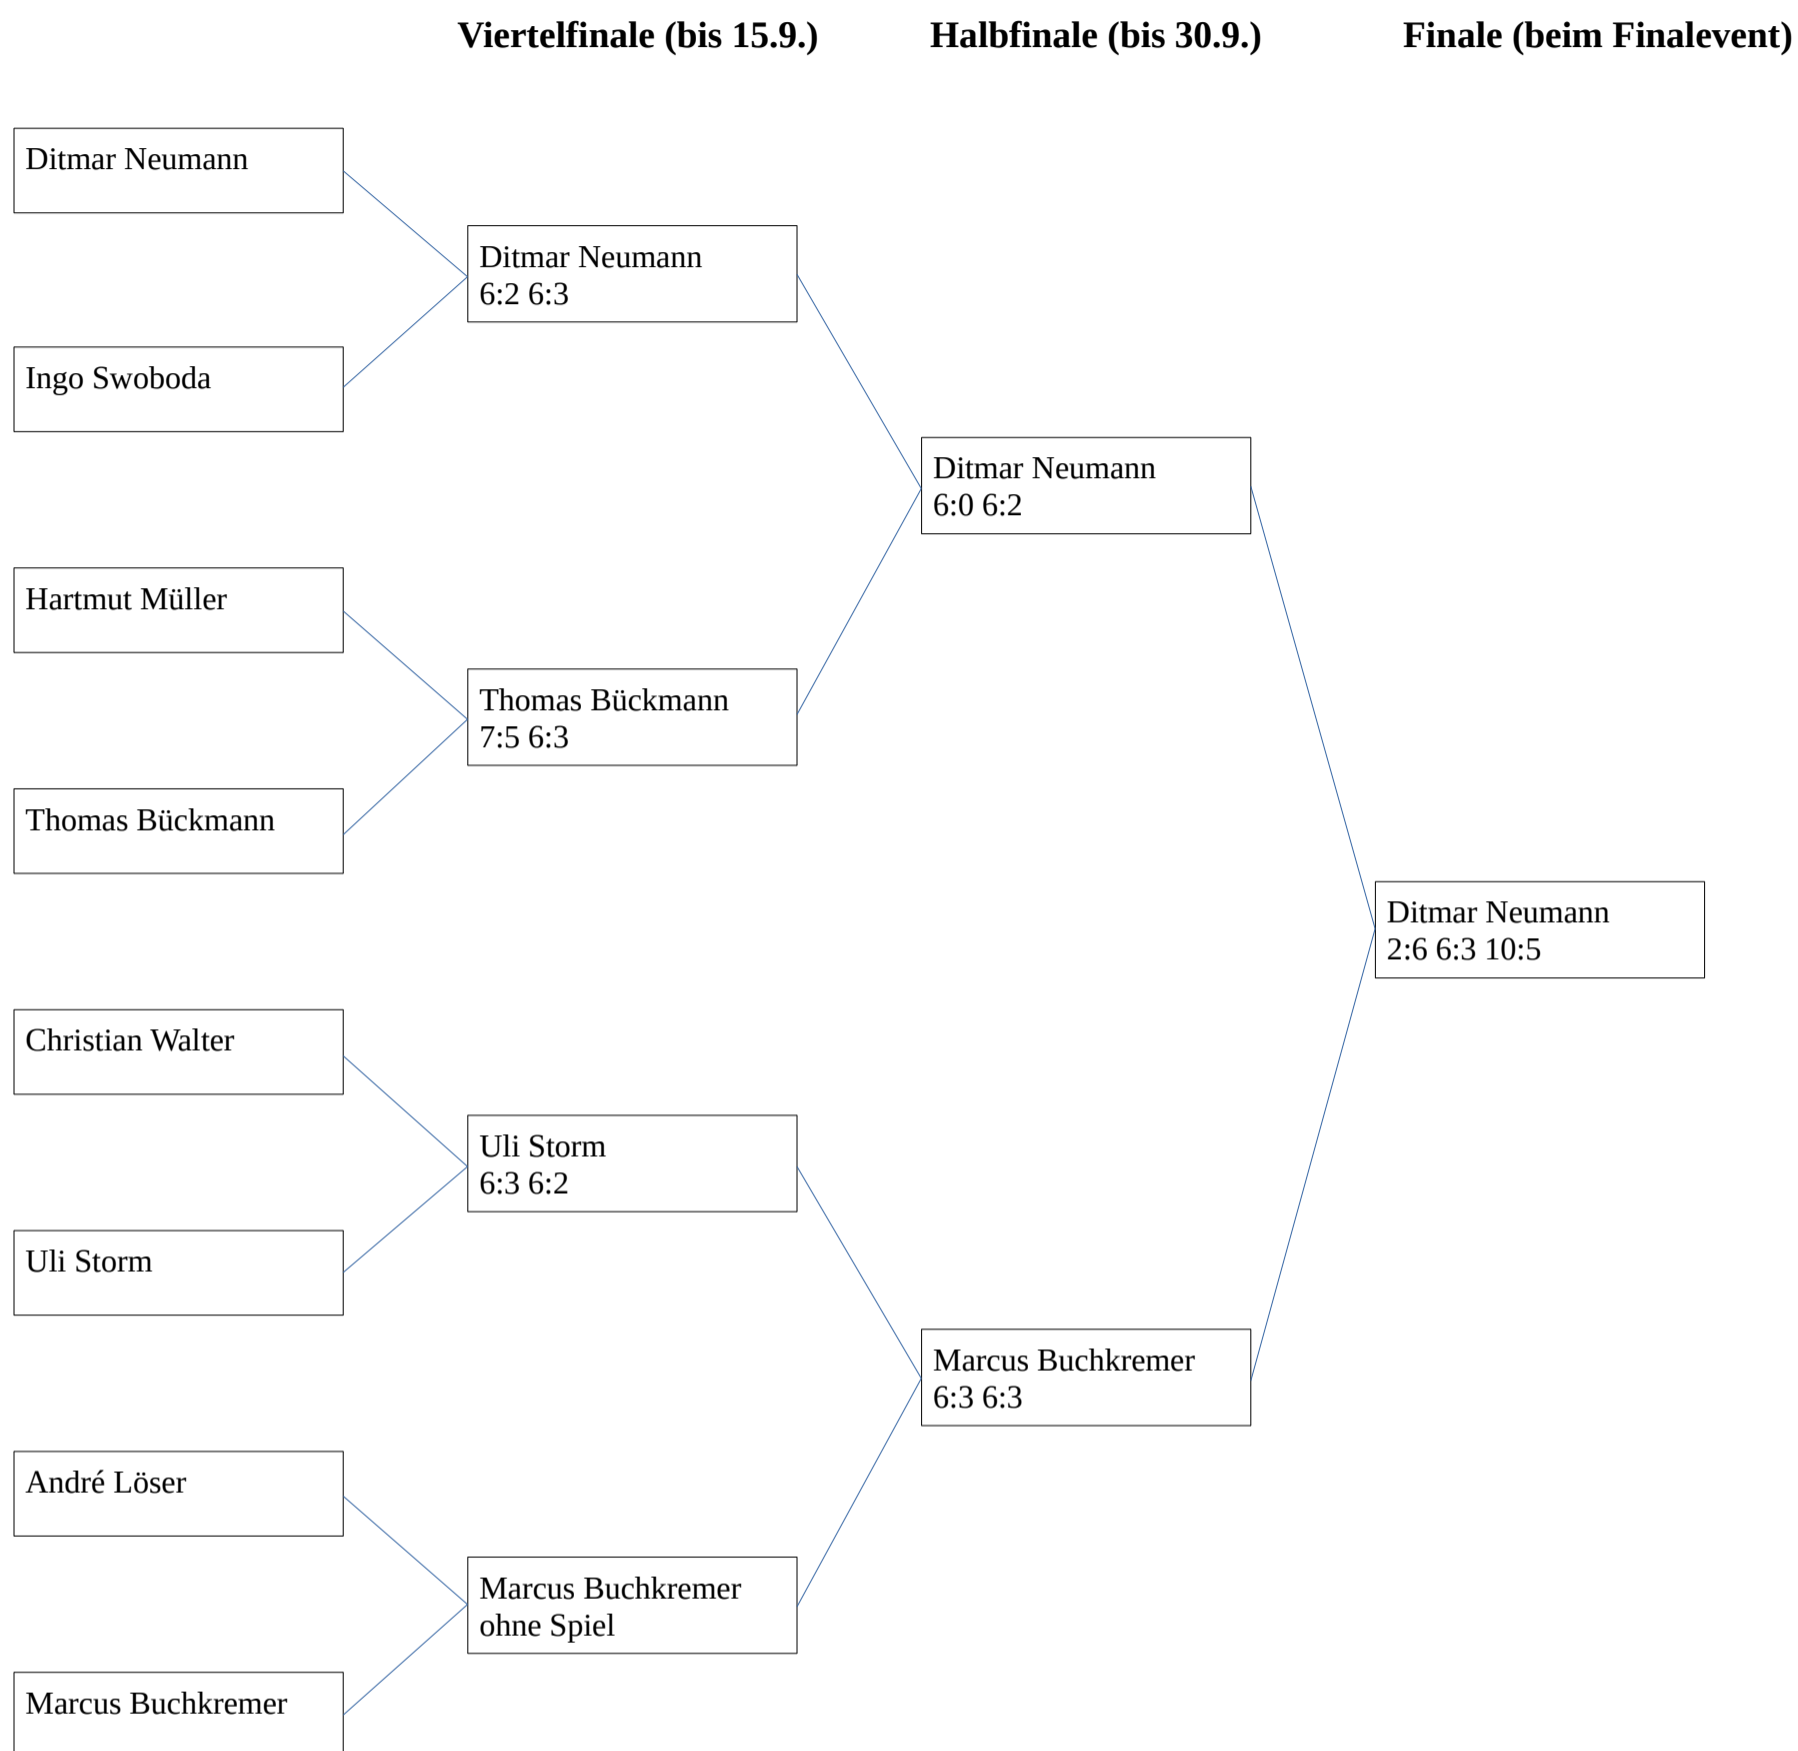 Viertelfinale (bis 15.9.)
Halbfinale (bis 30.9.)
Finale (beim Finalevent)
Ditmar Neumann
Ditmar Neumann
6:2 6:3
Ingo Swoboda
Ditmar Neumann
6:0 6:2
Hartmut Müller
Thomas Bückmann
7:5 6:3
Thomas Bückmann
Ditmar Neumann
2:6 6:3 10:5
Christian Walter
Uli Storm
6:3 6:2
Uli Storm
Marcus Buchkremer
6:3 6:3
André Löser
Marcus Buchkremer
ohne Spiel
Marcus Buchkremer